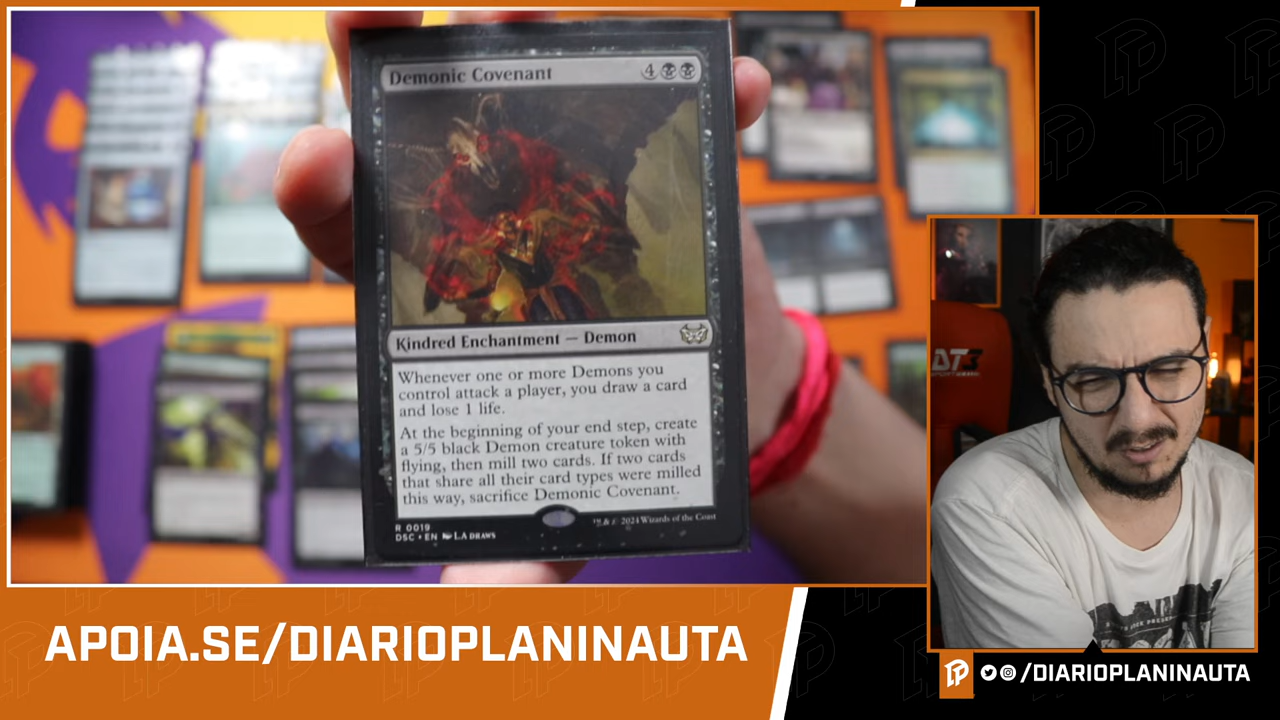 Demonic Covenant 4
Kindred Enchantment — Demon
Whenever one or more Demons you
control attack a player, you draw a card
and lose 1 life.
At the beginning of your end step, create
a 5/5 black Demon creature token with
flying, then mill two cards. If two cards
that share all their card types were milled
this way, sacrifice Demonic Covenant.
R 0019
DSC • EN LA DRAWS
™ & © 2024 Wizards of the Coast
DT3
APOIA.SE/DIARIOPLANINAUTA
/DIARIOPLANINAUTA